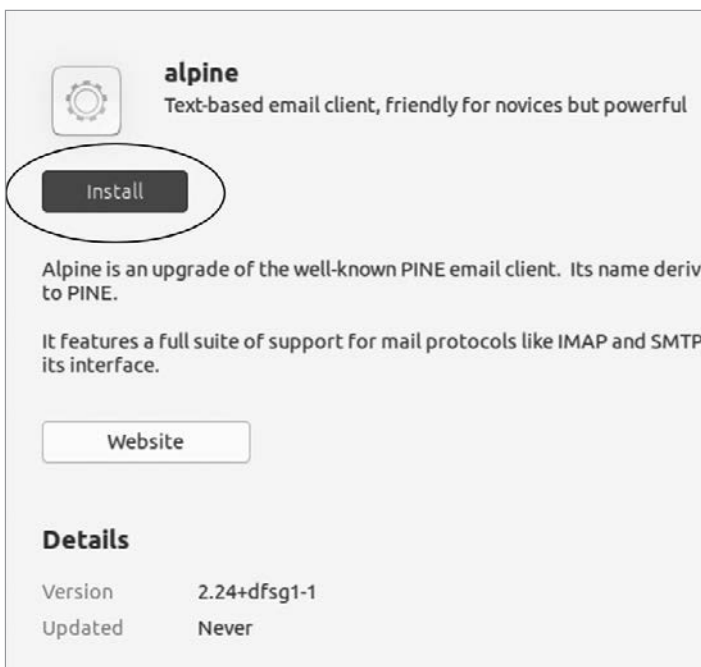 alpine
Text-based email client, friendly for novices but powerful
Install
Alpine is an upgrade of the well-known PINE email client.  Its name deriv
to PINE.
It features a full suite of support for mail protocols like IMAP and SMTP
its interface.
Website
Details
Version 2.24+dfsg1-1
Updated Never